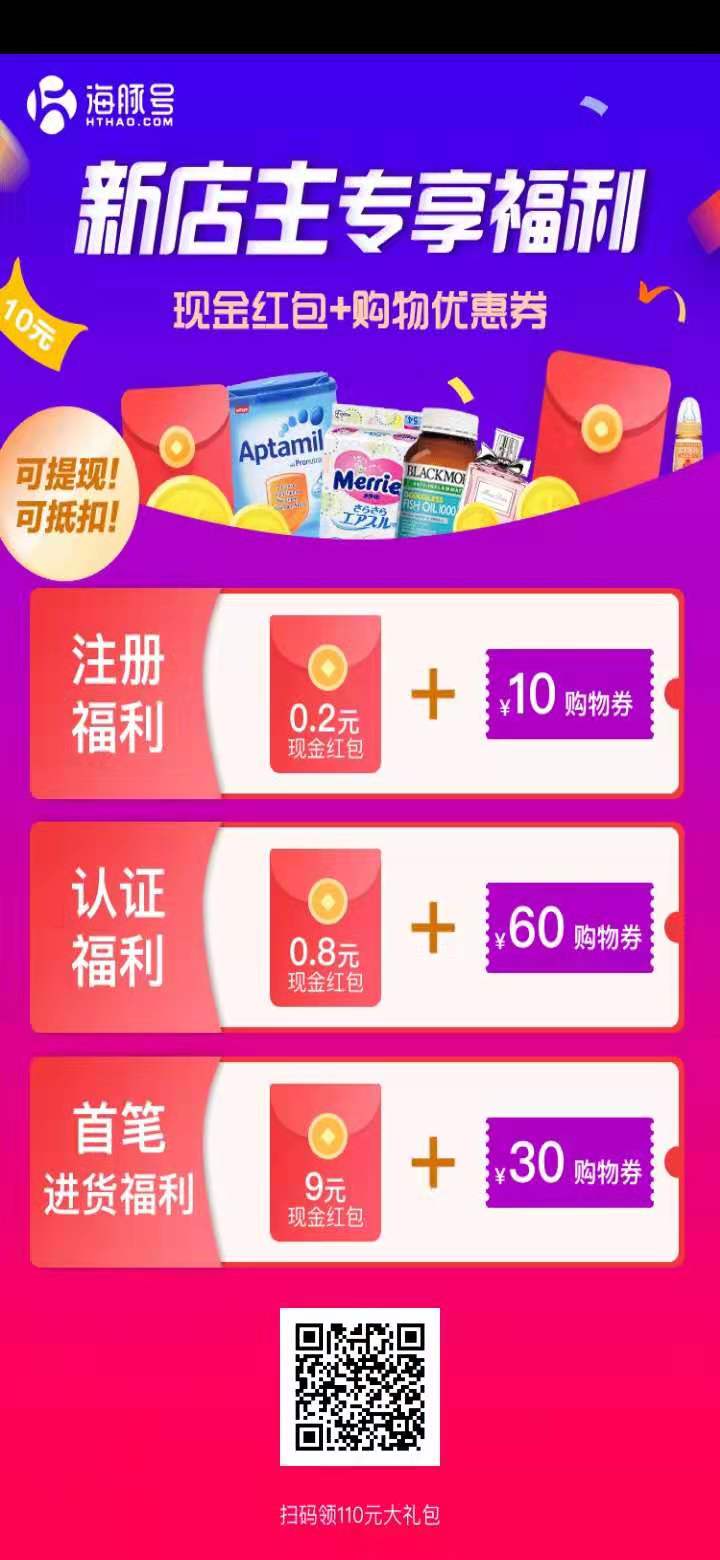 海豚号
HTHAO.COM
新店主专享福利
现金红包+购物优惠券
10元
Aptamil
Merrie
さらさら
エアスル
BLACKMO
FISH OIL 1000
可提现!
可抵扣!
注册
福利
0.2元
现金红包
+
¥10 购物券
认证
福利
0.8元
现金红包
+
¥60 购物券
首笔
进货福利
9元
现金红包
+
¥30 购物券
扫码领110元大礼包